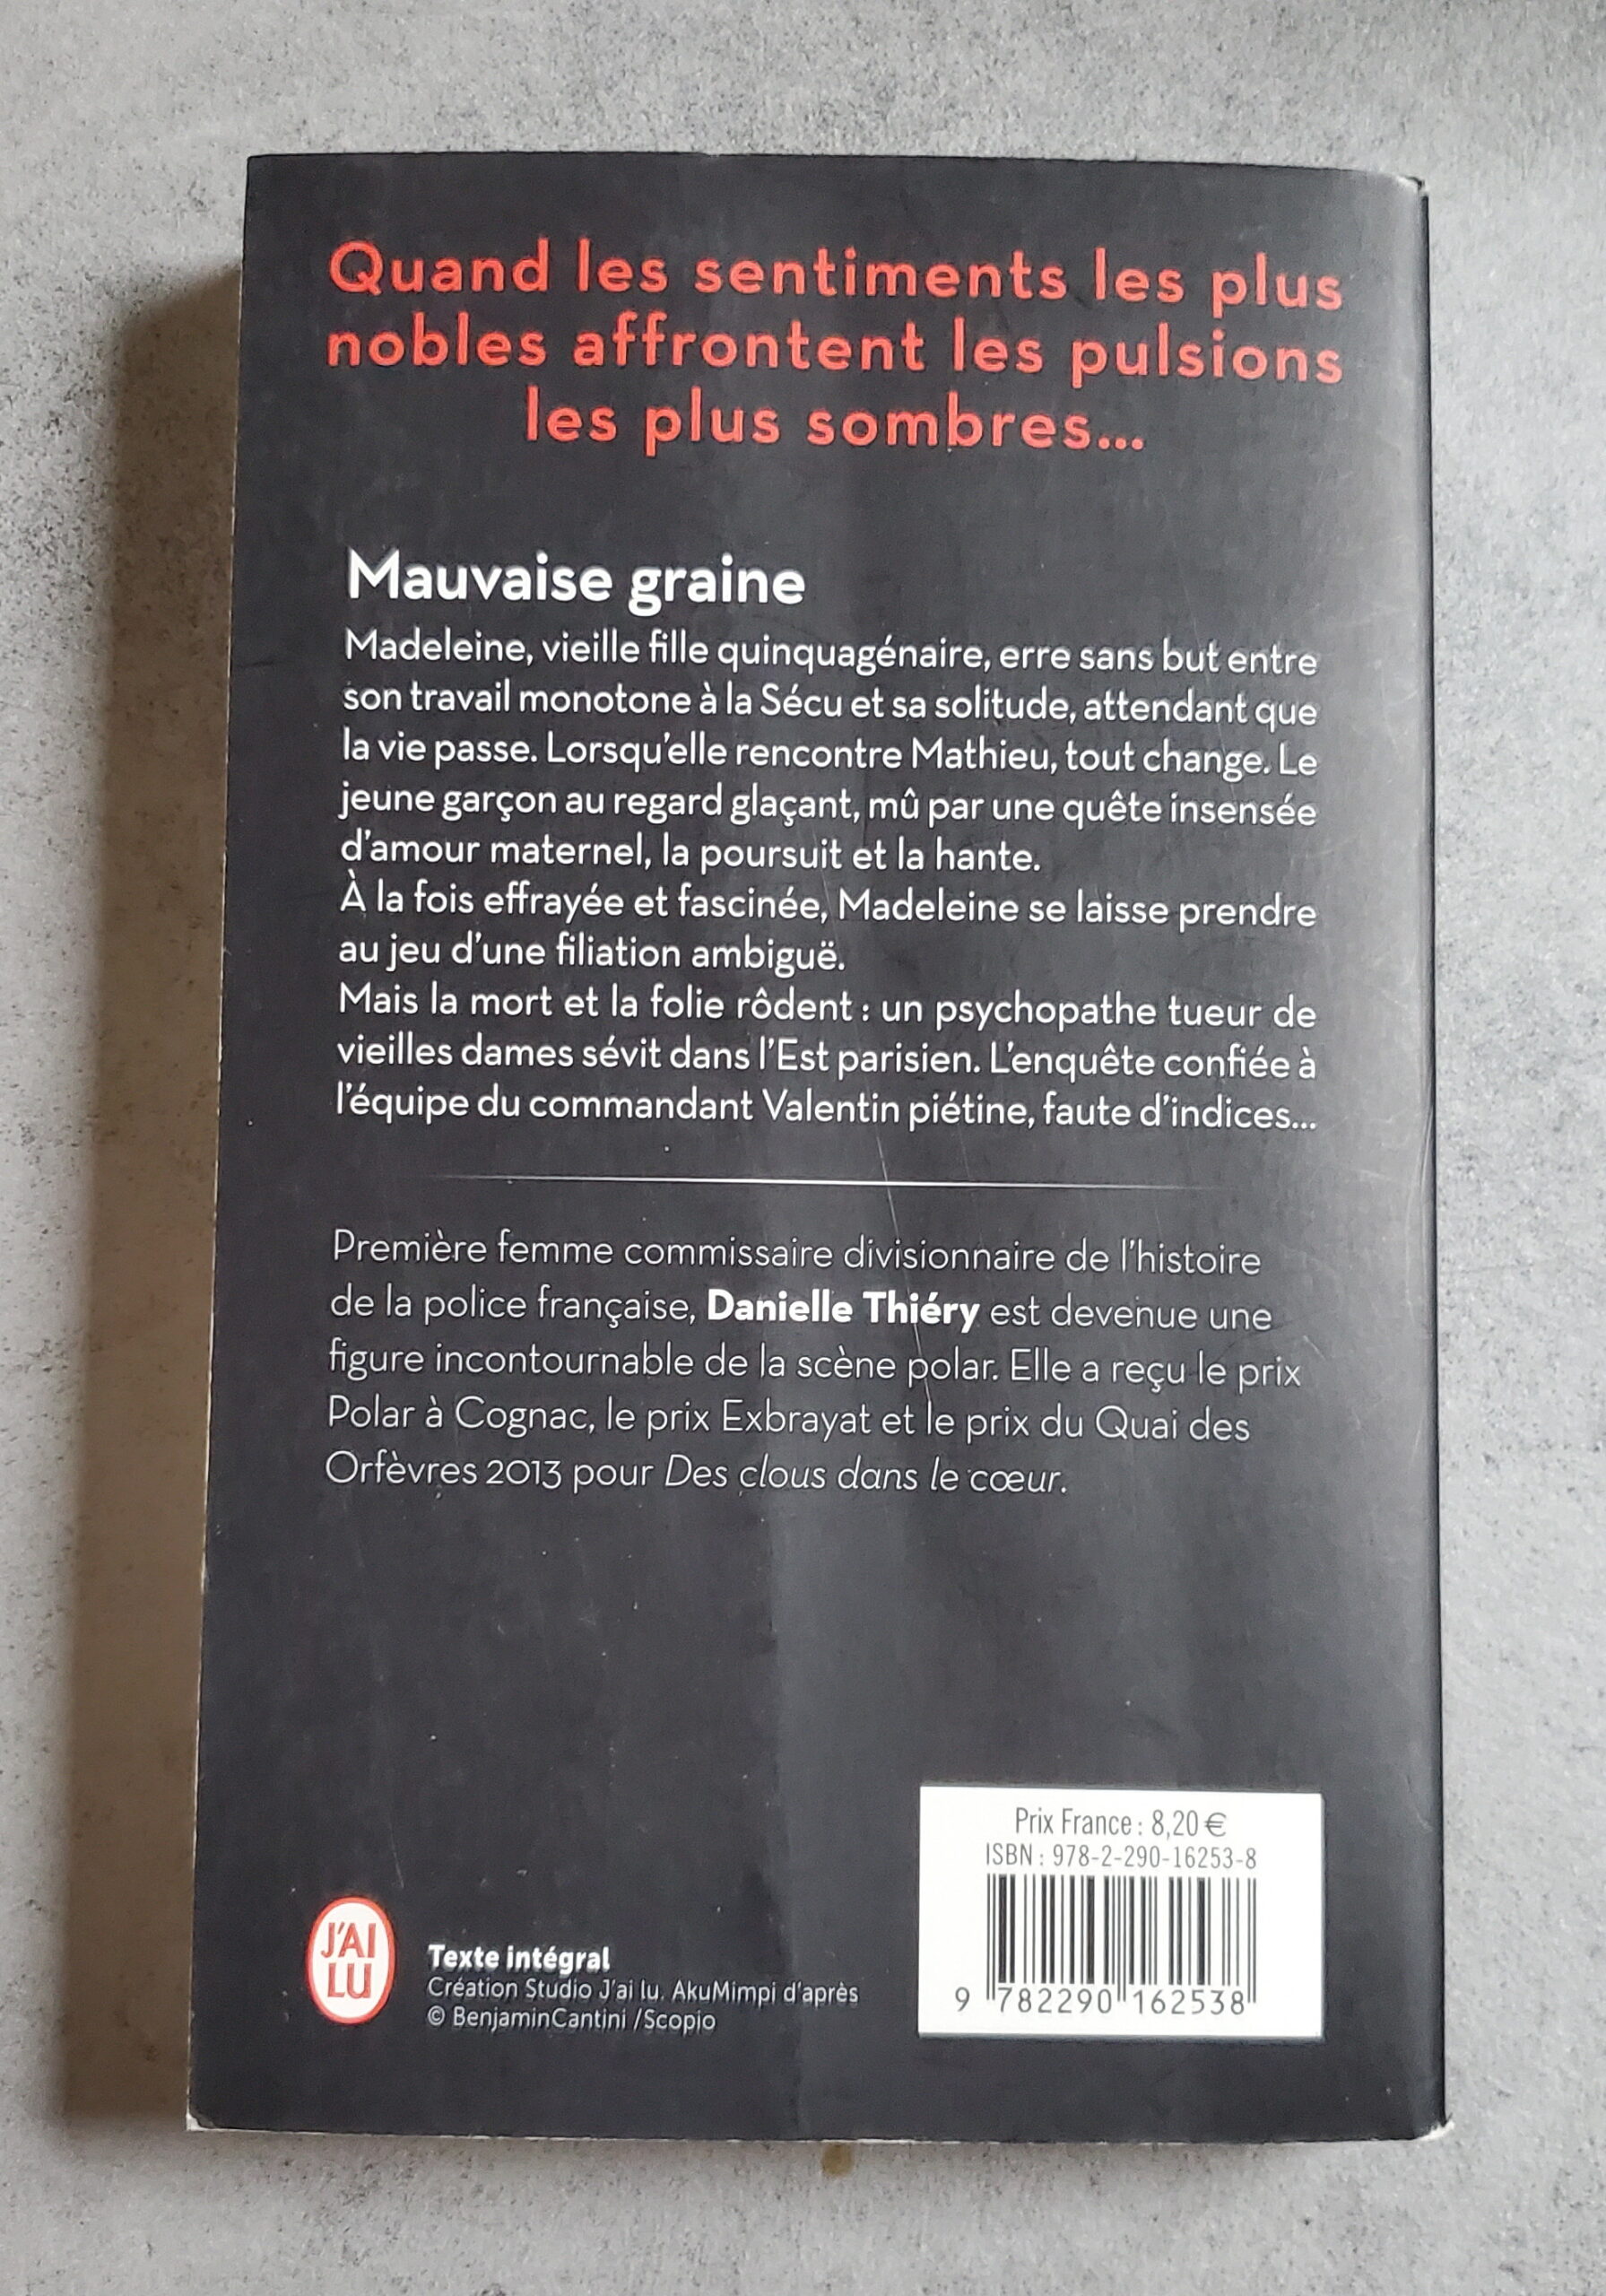 Quand les sentiments les plus
nobles affrontent les pulsions
les plus sombres...
Mauvaise graine
Madeleine, vieille fille quinquagénaire, erre sans but entre
son travail monotone à la Sécu et sa solitude, attendant que
la vie passe. Lorsqu'elle rencontre Mathieu, tout change. Le
jeune garçon au regard glaçant, mû par une quête insensée
d'amour maternel, la poursuit et la hante.
À la fois effrayée et fascinée, Madeleine se laisse prendre
au jeu d'une filiation ambiguë.
Mais la mort et la folie rôdent : un psychopathe tueur de
vieilles dames sévit dans l'Est parisien. L'enquête confiée à
l'équipe du commandant Valentin piétine, faute d'indices...
Première femme commissaire divisionnaire de l'histoire
de la police française, Danielle Thiéry est devenue une
figure incontournable de la scène polar. Elle a reçu le prix
Polar à Cognac, le prix Exbrayat et le prix du Quai des
Orfèvres 2013 pour Des clous dans le cœur.
Prix France : 8,20 €
ISBN : 978-2-290-16253-8
9 782290 162538
J'AI
LU
Texte intégral
Création Studio J'ai lu. AkuMimpi d'après
© BenjaminCantini /Scopio